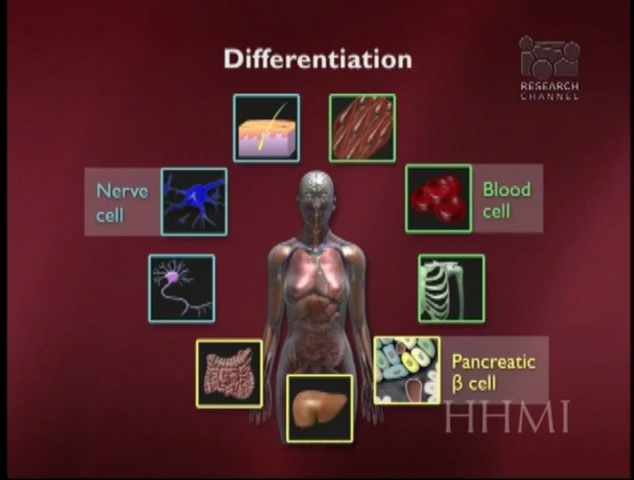 Differentiation
RESEARCH
CHANNEL
Nerve
cell
Blood
cell
Pancreatic
β cell
HHMI